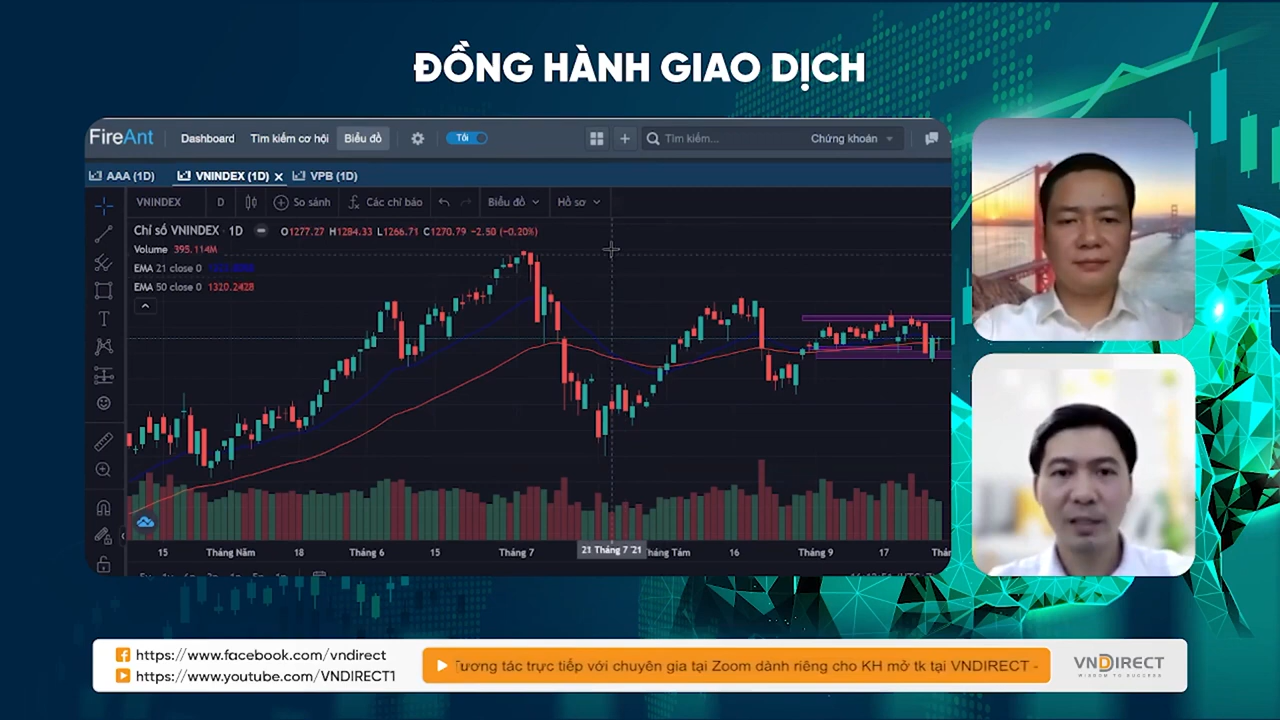 ĐỒNG HÀNH GIAO DỊCH
FireAnt Dashboard Tìm kiếm cơ hội Biểu đồ Tối Tìm kiếm... Chứng khoán
AAA (1D) VNINDEX (1D) VPB (1D)
VNINDEX D So sánh Các chỉ báo Biểu đồ Hồ sơ
Chỉ số VNINDEX 1D O1277.27 H1284.33 L1266.71 C1270.79 −2.50 (−0.20%)
Volume 395.114M
EMA 21 close 0
EMA 50 close 0 1320.2428
15 Tháng Năm 18 Tháng 6 15 Tháng 7 21 Tháng 7 '21 Tháng Tám 16 Tháng 9 17
https://www.facebook.com/vndirect
https://www.youtube.com/VNDIRECT1
Tương tác trực tiếp với chuyên gia tại Zoom dành riêng cho KH mở tk tại VNDIRECT -
VNDIRECT
WISDOM TO SUCCESS